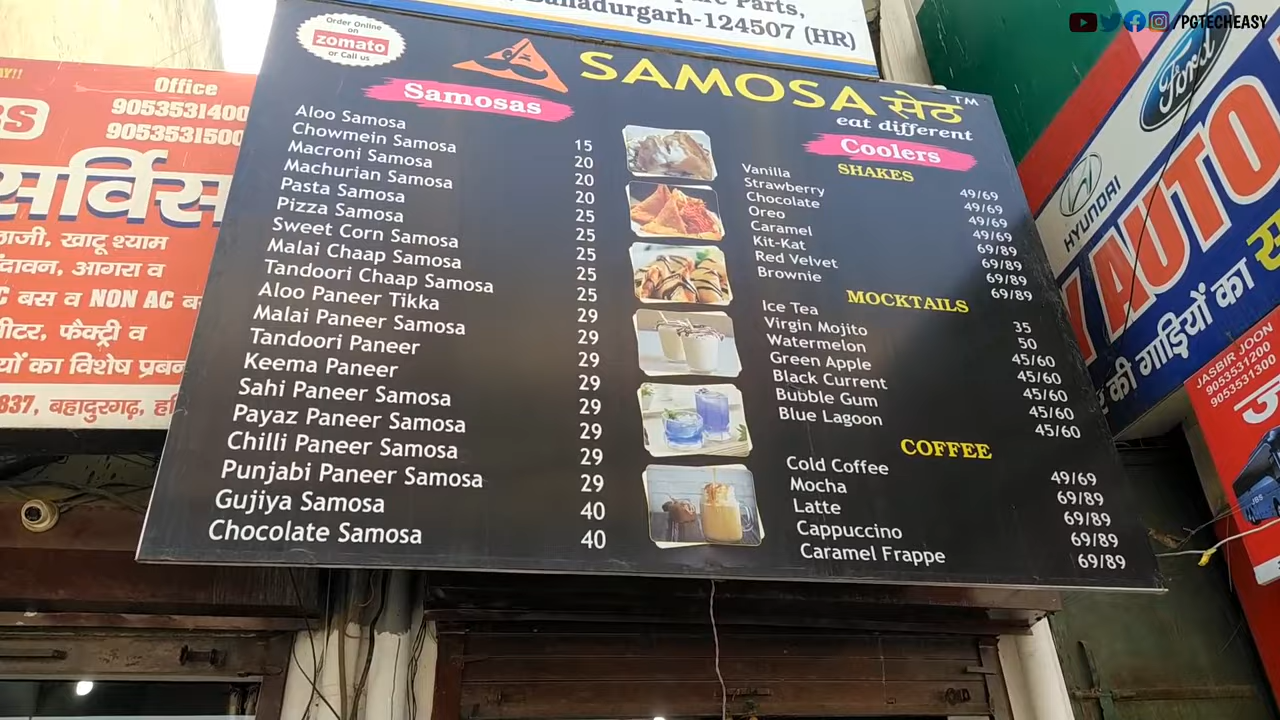 Parts,
Bahadurgarh-124507 (HR)
/PGTECHEASY
Order Online
on
zomato
or Call us
SAMOSA सेठ TM
eat different
Samosas
Aloo Samosa 15
Chowmein Samosa 20
Macroni Samosa 20
Machurian Samosa 20
Pasta Samosa 25
Pizza Samosa 25
Sweet Corn Samosa 25
Malai Chaap Samosa 25
Tandoori Chaap Samosa 25
Aloo Paneer Tikka 29
Malai Paneer Samosa 29
Tandoori Paneer 29
Keema Paneer 29
Sahi Paneer Samosa 29
Payaz Paneer Samosa 29
Chilli Paneer Samosa 29
Punjabi Paneer Samosa 29
Gujiya Samosa 40
Chocolate Samosa 40
Coolers
SHAKES
Vanilla 49/69
Strawberry 49/69
Chocolate 49/69
Oreo 49/69
Caramel 69/89
Kit-Kat 69/89
Red Velvet 69/89
Brownie 69/89
MOCKTAILS
Ice Tea 35
Virgin Mojito 50
Watermelon 45/60
Green Apple 45/60
Black Current 45/60
Bubble Gum 45/60
Blue Lagoon 45/60
COFFEE
Cold Coffee 49/69
Mocha 69/89
Latte 69/89
Cappuccino 69/89
Caramel Frappe 69/89
Office
9053531400
9053531500
सर्विस
खाटू श्याम
आगरा व
बस व NON AC
फैक्ट्री व
का विशेष
837, बहादुरगढ़,
Ford
HYUNDAI
AUTO
की गाड़ियों का
JASBIR JOON
9053531200
9053531300